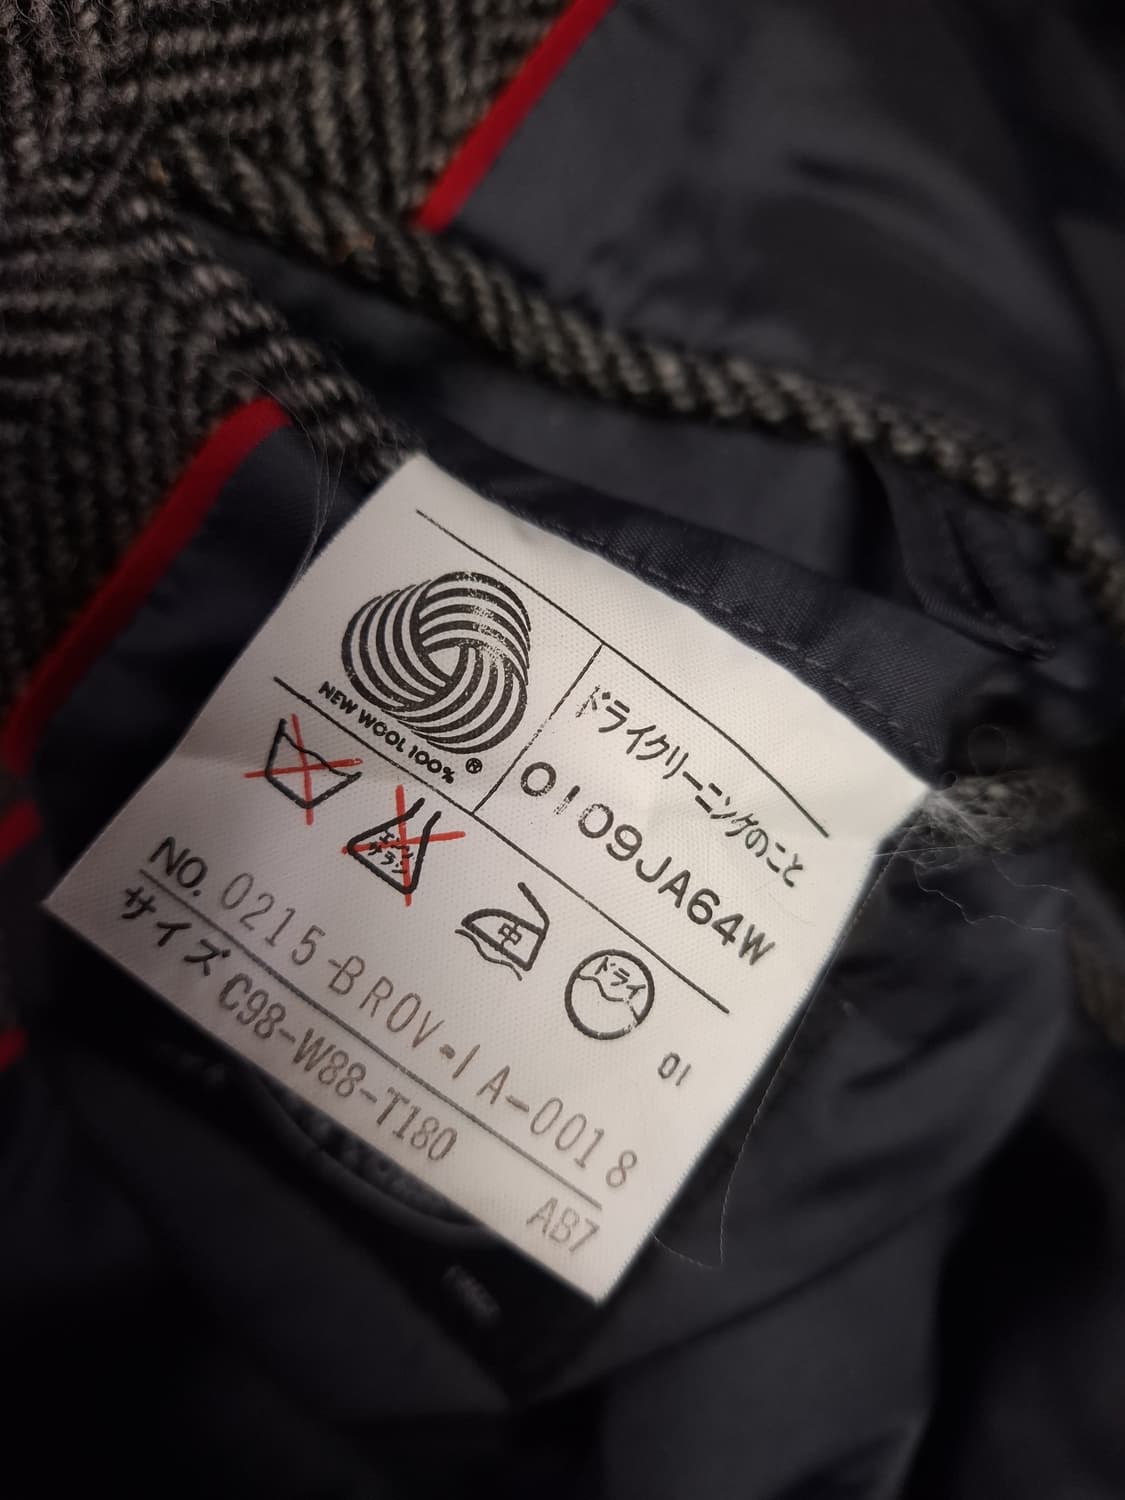 NEW WOOL 100% ®
ドライクリーニングのこと
0109JA64W
エンソ
サラシ
中
ドライ
01
NO. 0215-BROV-1A-0018
サイズ C98-W88-T180
AB7